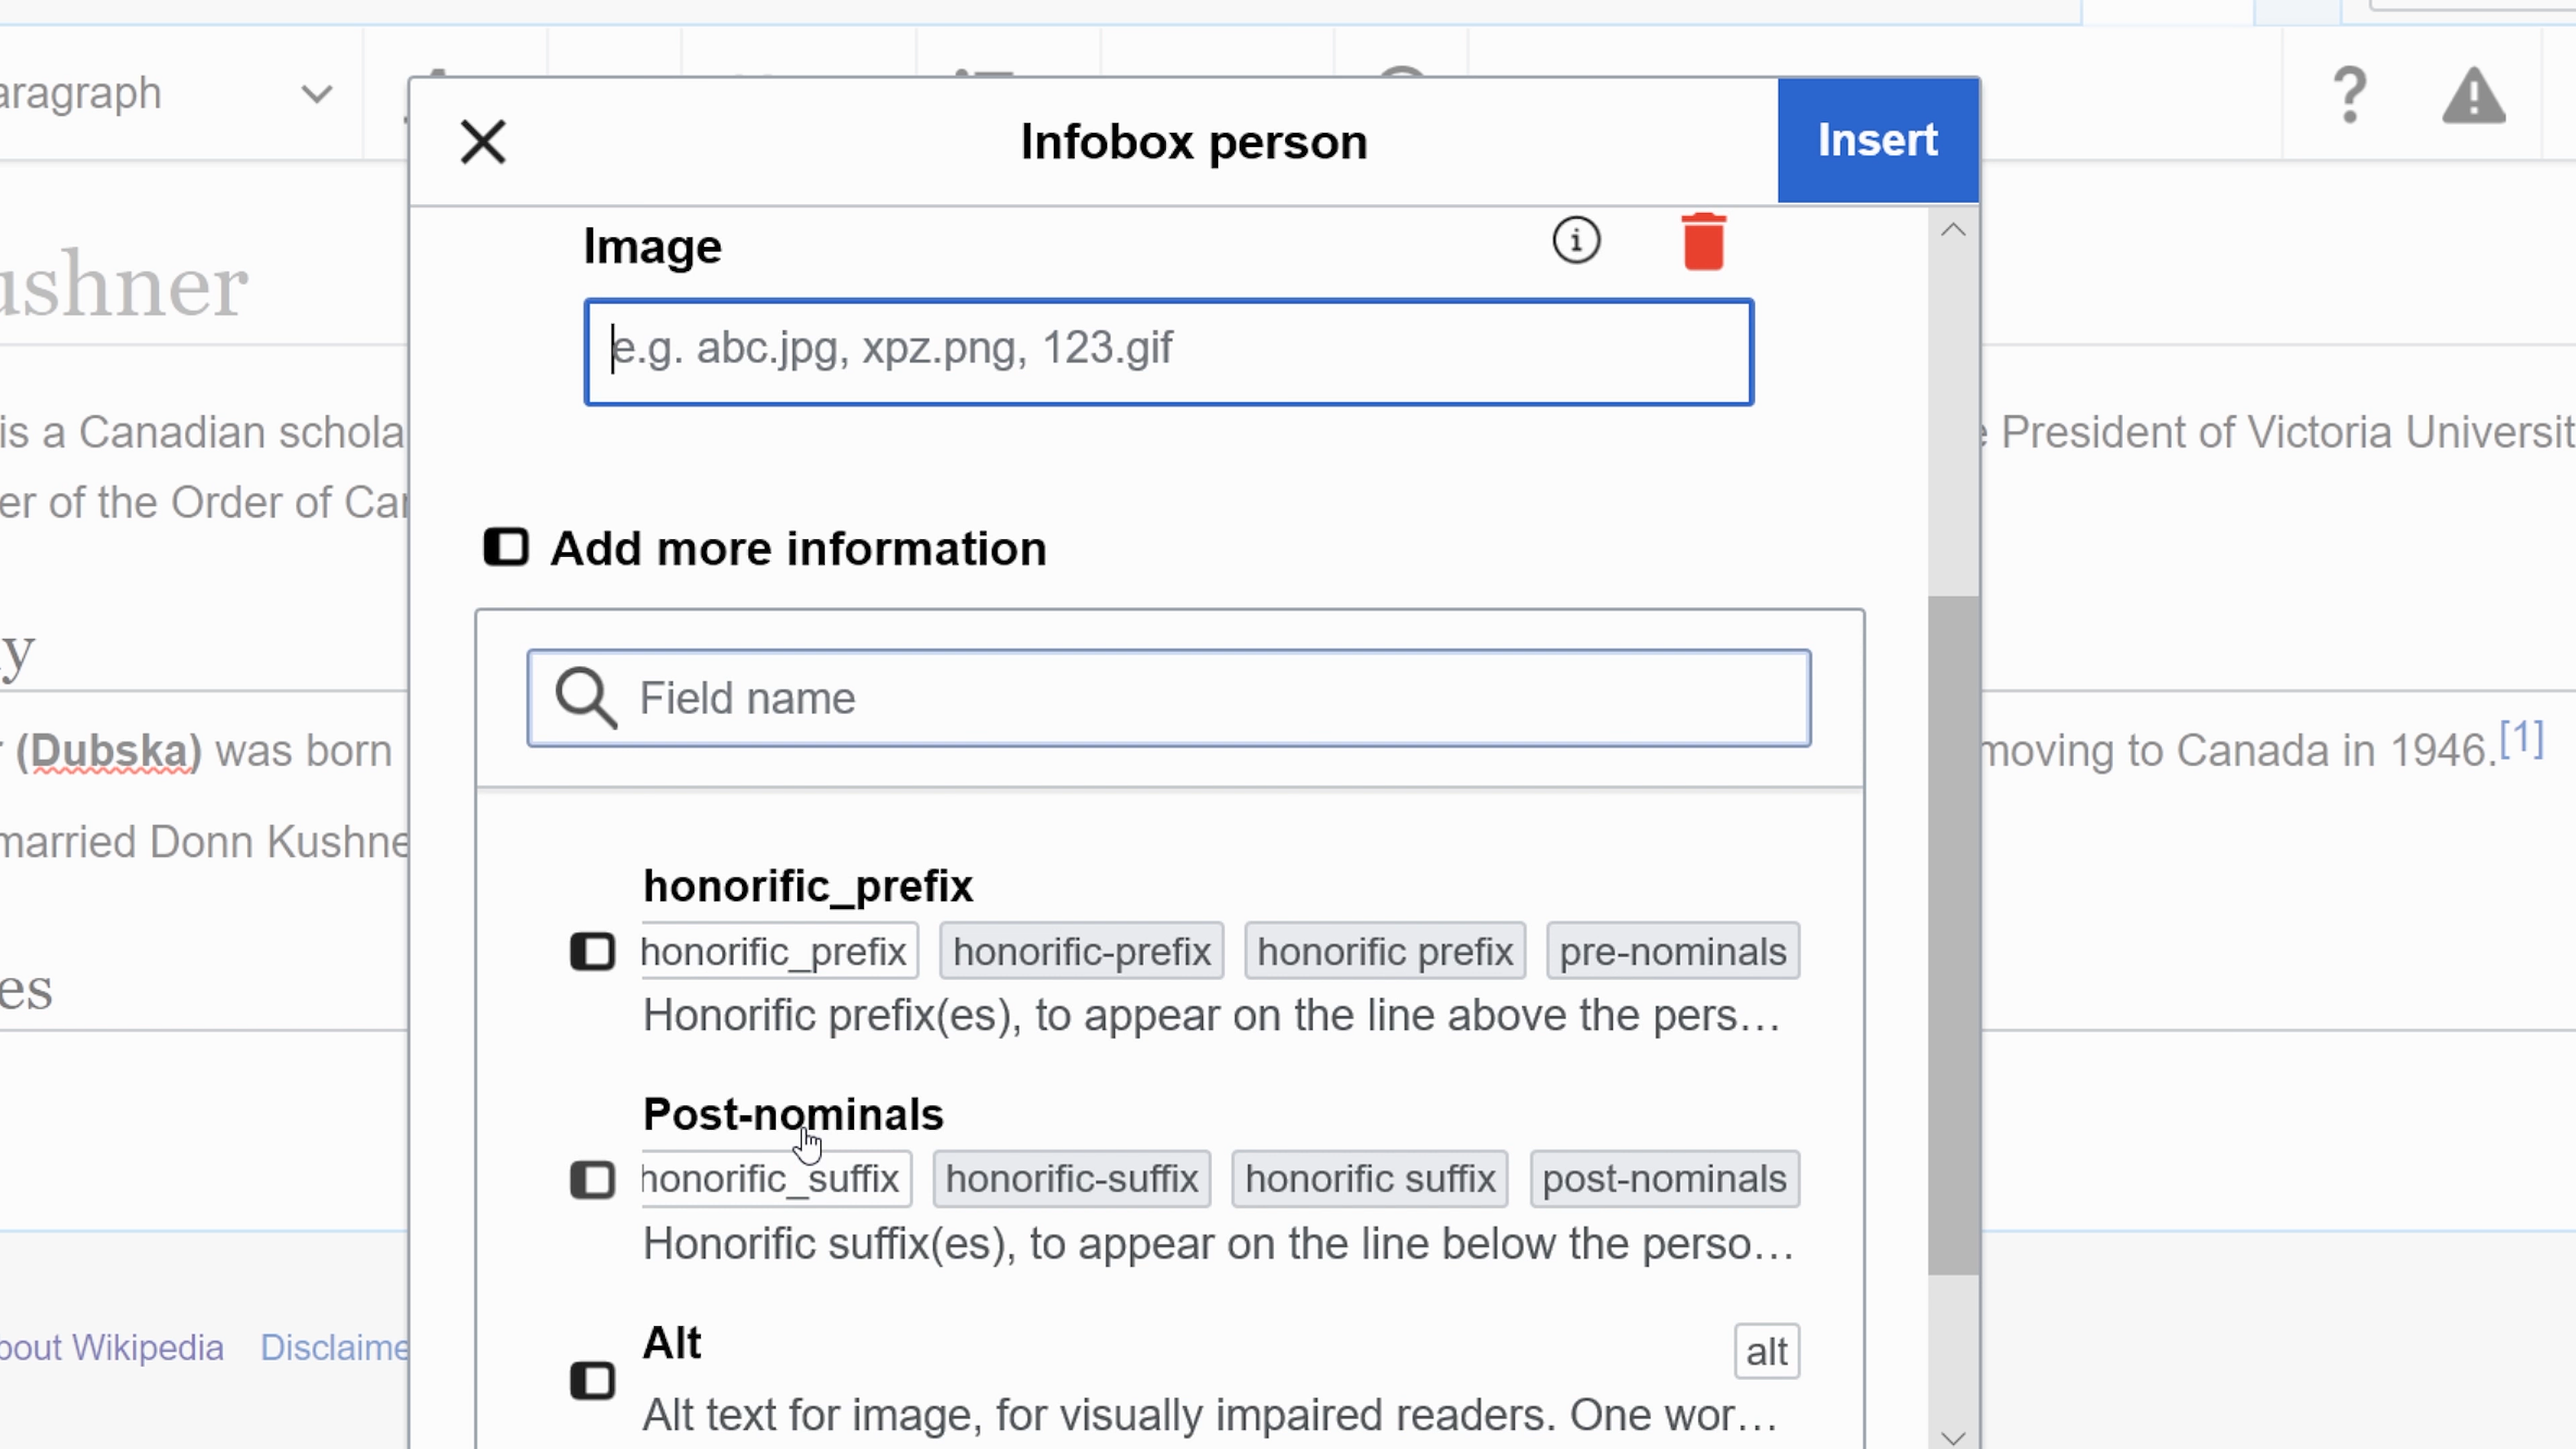 aragraph
Infobox person
Insert
?
Image
ushner
e.g. abc.jpg, xpz.png, 123.gif
is a Canadian schola
President of Victoria Universit
er of the Order of Ca
Add more information
y
Field name
(Dubska) was born
moving to Canada in 1946.[1]
married Donn Kushne
honorific_prefix
honorific_prefix honorific-prefix honorific prefix pre-nominals
es
Honorific prefix(es), to appear on the line above the pers…
Post-nominals
honorific_suffix honorific-suffix honorific suffix post-nominals
Honorific suffix(es), to appear on the line below the perso…
bout Wikipedia Disclaime
Alt
alt
Alt text for image, for visually impaired readers. One wor…